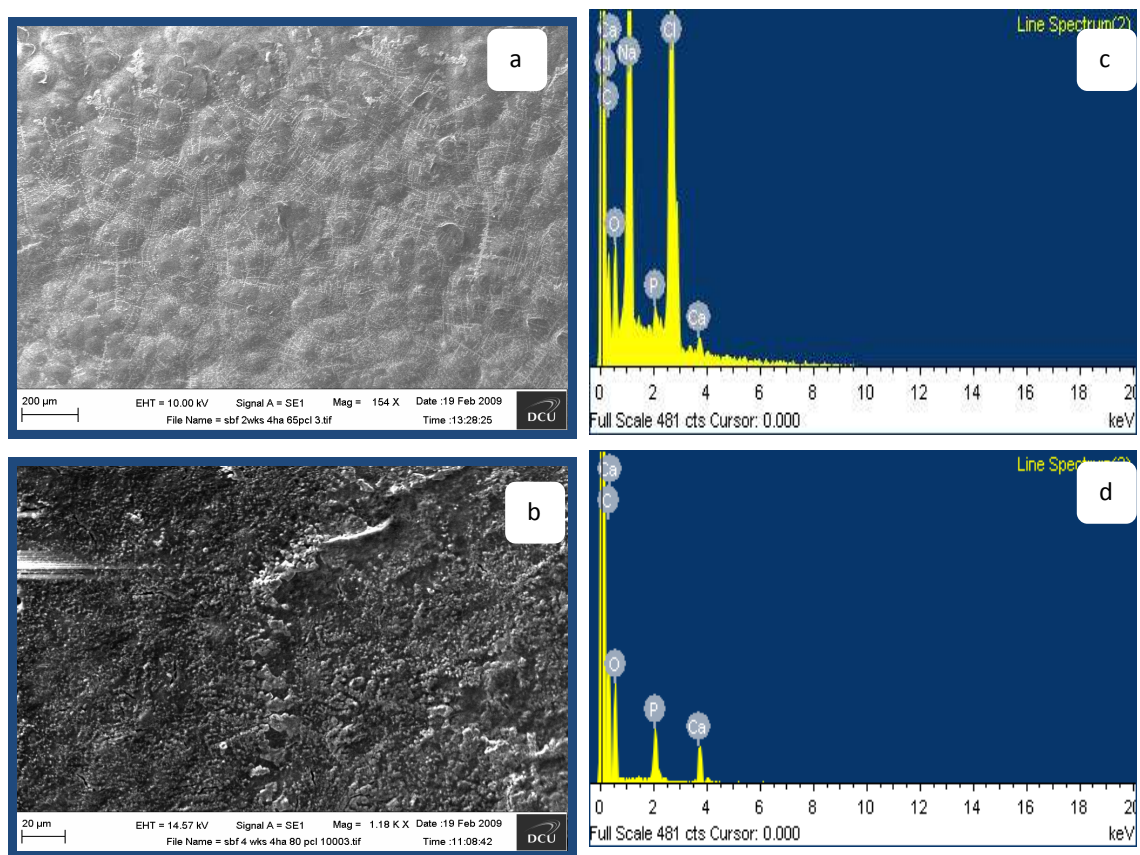 a
200 µm
EHT = 10.00 kV
Signal A = SE1
Mag = 154 X
Date :19 Feb 2009
File Name = sbf 2wks 4ha 65pcl 3.tif
Time :13:28:25
DCU
Line Spectrum(2)
c
Ca
Cl
C
Na
Cl
O
P
Ca
0 2 4 6 8 10 12 14 16 18 20
Full Scale 481 cts Cursor: 0.000
keV
b
20 µm
EHT = 14.57 kV
Signal A = SE1
Mag = 1.18 K X
Date :19 Feb 2009
File Name = sbf 4 wks 4ha 80 pcl 10003.tif
Time :11:08:42
DCU
Line
d
Ca
C
O
P
Ca
0 2 4 6 8 10 12 14 16 18 20
Full Scale 481 cts Cursor: 0.000
keV